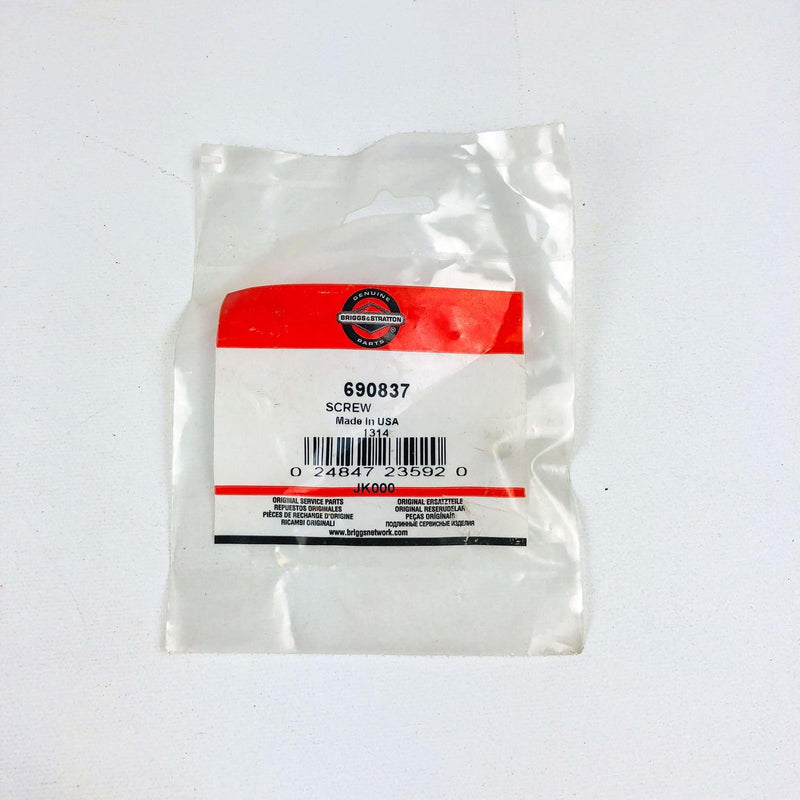 GENUINE
BRIGGS&STRATTON
PARTS
®
690837
SCREW
Made in USA
1314
0 24847 23592 0
JK000
ORIGINAL SERVICE PARTS ORIGINAL ERSATZTEILE
REPUESTOS ORIGINALES ORIGINAL RESERUDELAR
PIÈCES DE RECHANGE D'ORIGINE PEÇAS ORIGINAIS
RICAMBI ORIGINALI ПОДЛИННЫЕ СЕРВИСНЫЕ ИЗДЕЛИЯ
www.briggsnetwork.com